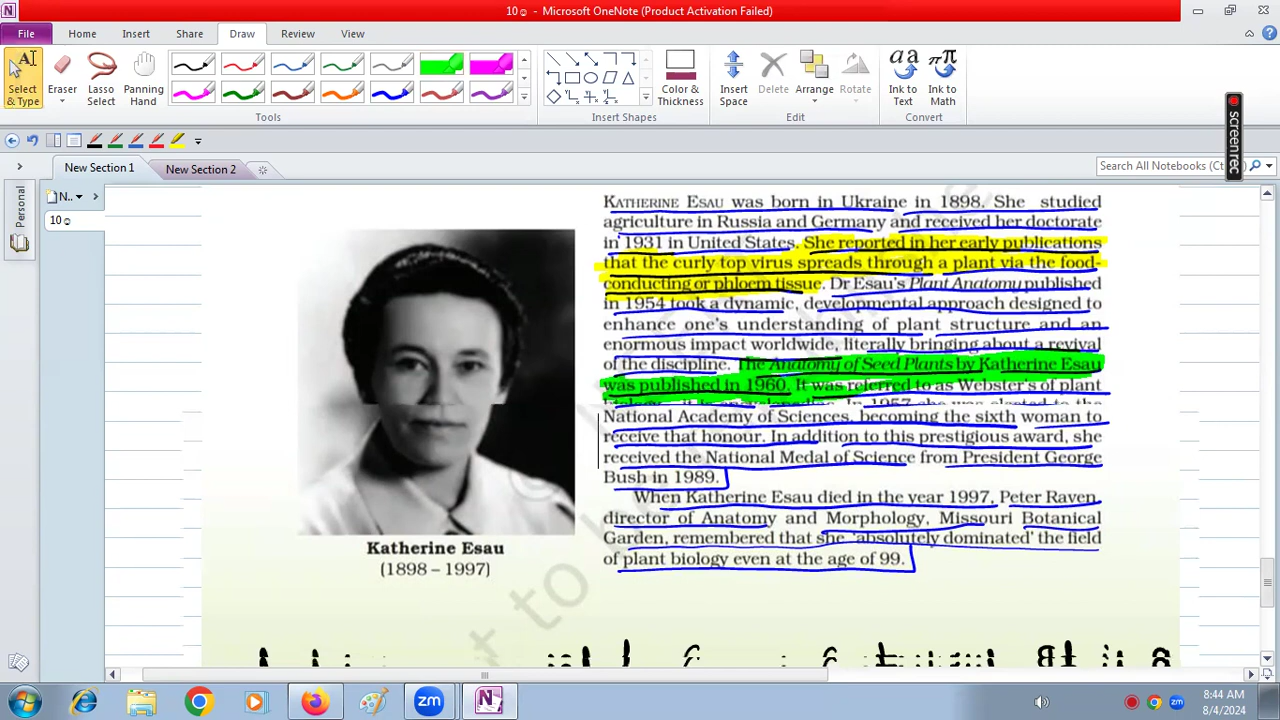 10☺ - Microsoft OneNote (Product Activation Failed)
File Home Insert Share Draw Review View
Select & Type
Eraser
Lasso Select
Panning Hand
Color & Thickness
Insert Space
Delete
Arrange
Rotate
Ink to Text
Ink to Math
Tools
Insert Shapes
Edit
Convert
screen rec
New Section 1 New Section 2
Search All Notebooks (Ct
N..
Personal
10☺
KATHERINE ESAU was born in Ukraine in 1898. She studied
agriculture in Russia and Germany and received her doctorate
in 1931 in United States. She reported in her early publications
that the curly top virus spreads through a plant via the food-
conducting or phloem tissue. Dr Esau's Plant Anatomy published
in 1954 took a dynamic, developmental approach designed to
enhance one's understanding of plant structure and an
enormous impact worldwide, literally bringing about a revival
of the discipline. The Anatomy of Seed Plants by Katherine Esau
was published in 1960. It was referred to as Webster's of plant
In 1957 she was elected to the
National Academy of Sciences, becoming the sixth woman to
receive that honour. In addition to this prestigious award, she
received the National Medal of Science from President George
Bush in 1989.
When Katherine Esau died in the year 1997, Peter Raven,
director of Anatomy and Morphology, Missouri Botanical
Garden, remembered that she 'absolutely dominated' the field
of plant biology even at the age of 99.
Katherine Esau
(1898 – 1997)
8:44 AM
8/4/2024